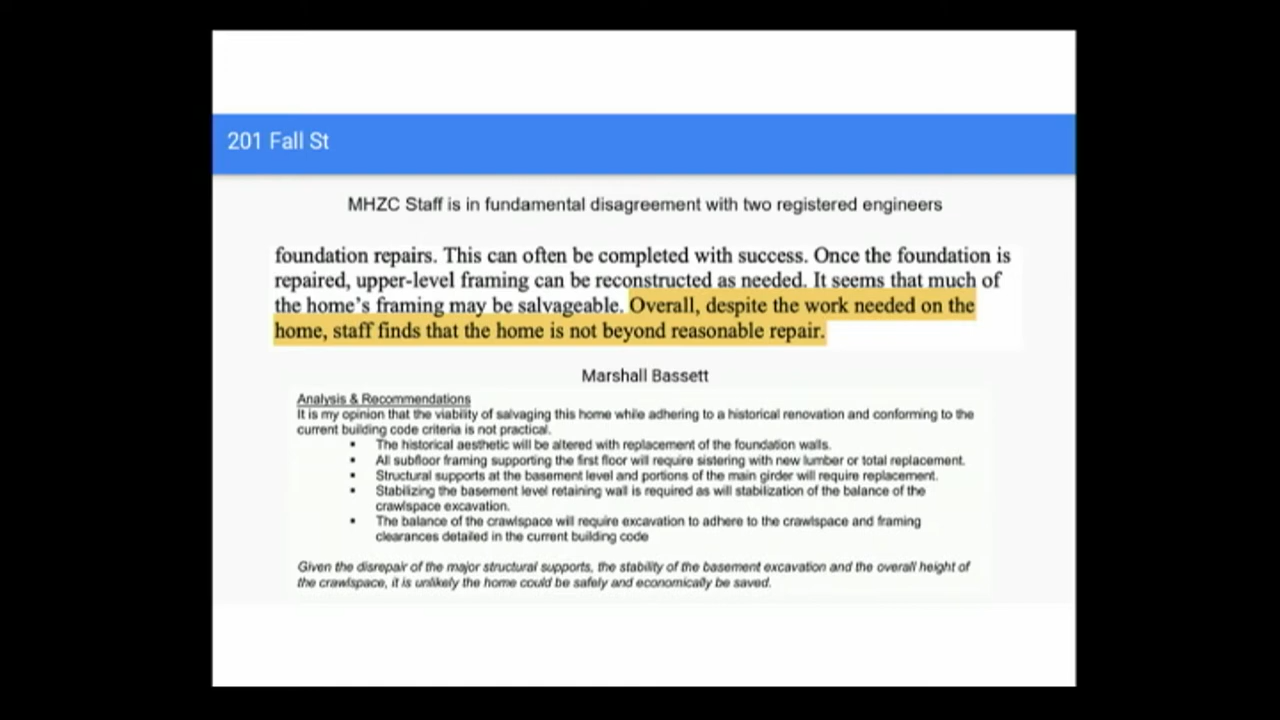 201 Fall St
MHZC Staff is in fundamental disagreement with two registered engineers
foundation repairs. This can often be completed with success. Once the foundation is
repaired, upper-level framing can be reconstructed as needed. It seems that much of
the home's framing may be salvageable. Overall, despite the work needed on the
home, staff finds that the home is not beyond reasonable repair.
Marshall Bassett
Analysis & Recommendations
It is my opinion that the viability of salvaging this home while adhering to a historical renovation and conforming to the
current building code criteria is not practical.
▪ The historical aesthetic will be altered with replacement of the foundation walls.
▪ All subfloor framing supporting the first floor will require sistering with new lumber or total replacement.
▪ Structural supports at the basement level and portions of the main girder will require replacement.
▪ Stabilizing the basement level retaining wall is required as will stabilization of the balance of the
crawlspace excavation.
▪ The balance of the crawlspace will require excavation to adhere to the crawlspace and framing
clearances detailed in the current building code
Given the disrepair of the major structural supports, the stability of the basement excavation and the overall height of
the crawlspace, it is unlikely the home could be safely and economically be saved.